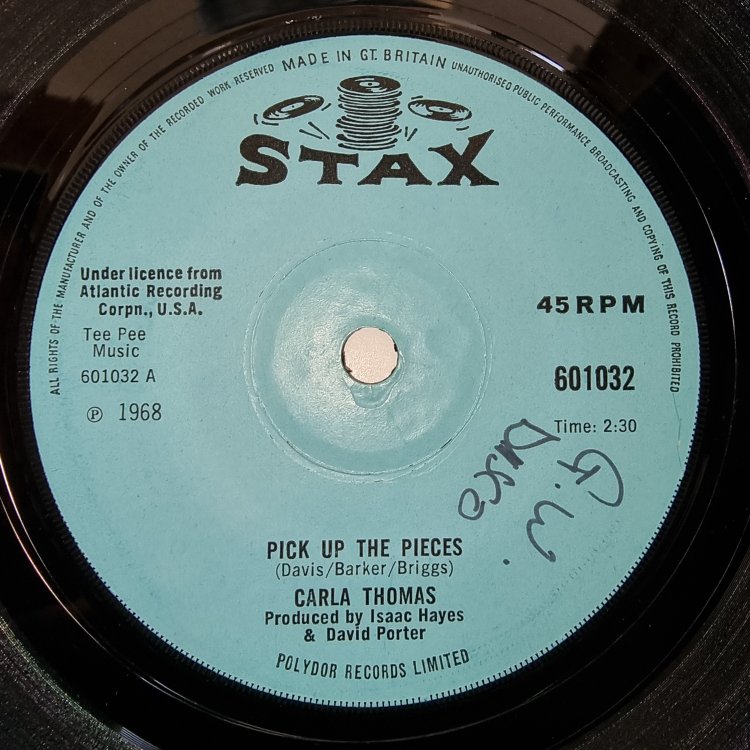 ALL RIGHTS OF THE MANUFACTURER AND OF THE OWNER OF THE RECORDED WORK RESERVED MADE IN GT. BRITAIN UNAUTHORISED PUBLIC PERFORMANCE BROADCASTING AND COPYING OF THIS RECORD PROHIBITED
STAX
Under licence from
Atlantic Recording
Corpn., U.S.A.
Tee Pee
Music
601032 A
℗ 1968
45 RPM
601032
Time: 2:30
G.W.
DISCO
PICK UP THE PIECES
(Davis/Barker/Briggs)
CARLA THOMAS
Produced by Isaac Hayes
& David Porter
POLYDOR RECORDS LIMITED